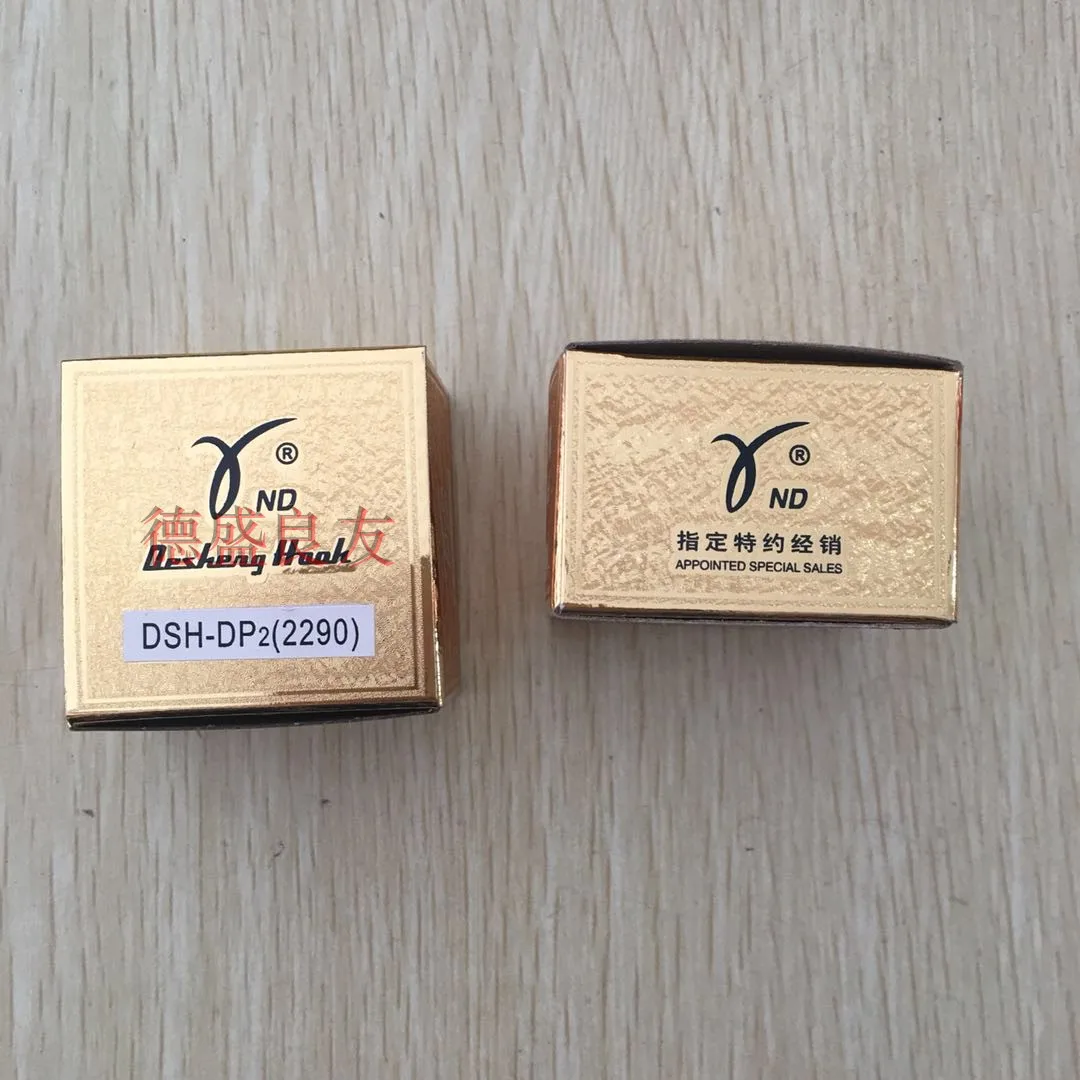 ®
ND
德盛良友
Desheng Hook
DSH-DP2(2290)
®
ND
指定特约经销
APPOINTED SPECIAL SALES